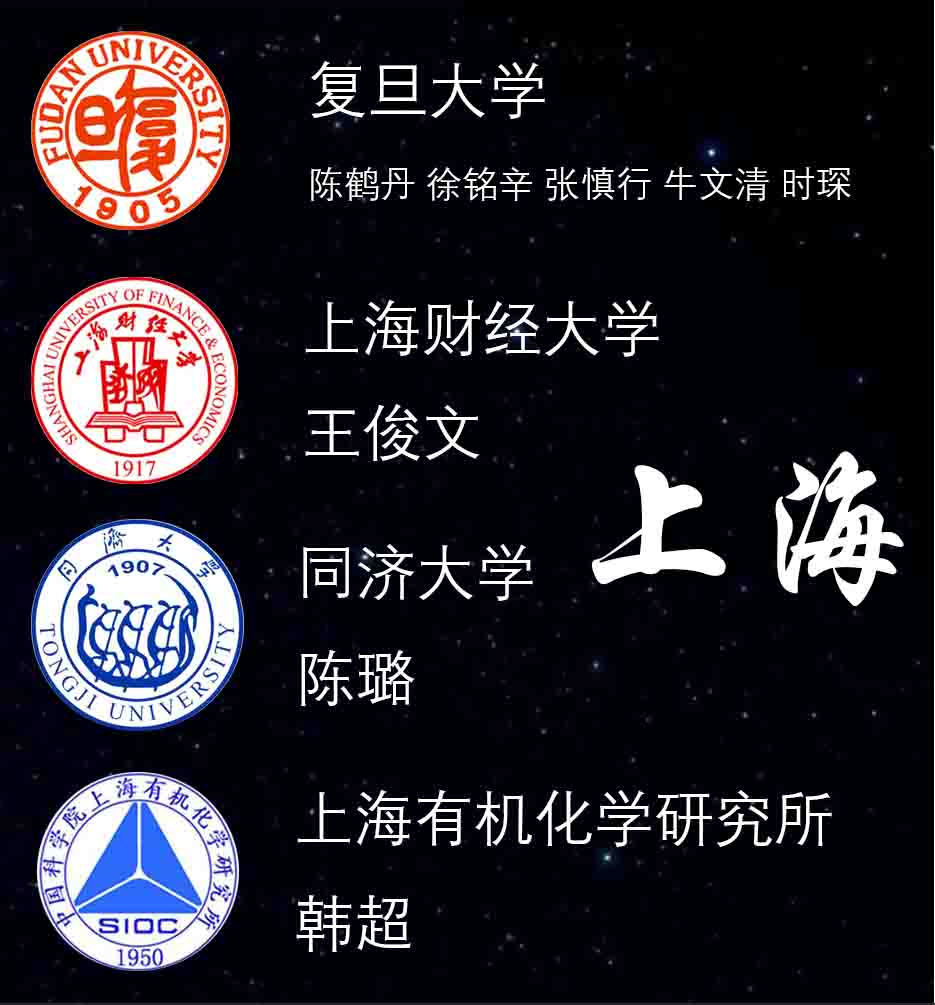 FUDAN UNIVERSITY
1905
复旦大学
陈鹤丹 徐铭辛 张慎行 牛文清 时琛
SHANGHAI UNIVERSITY OF FINANCE & ECONOMICS
上海财经大学
1917
上海财经大学
王俊文
上海
同济大学
1907
TONGJI UNIVERSITY
同济大学
陈璐
中国科学院上海有机化学研究所
SIOC
1950
上海有机化学研究所
韩超